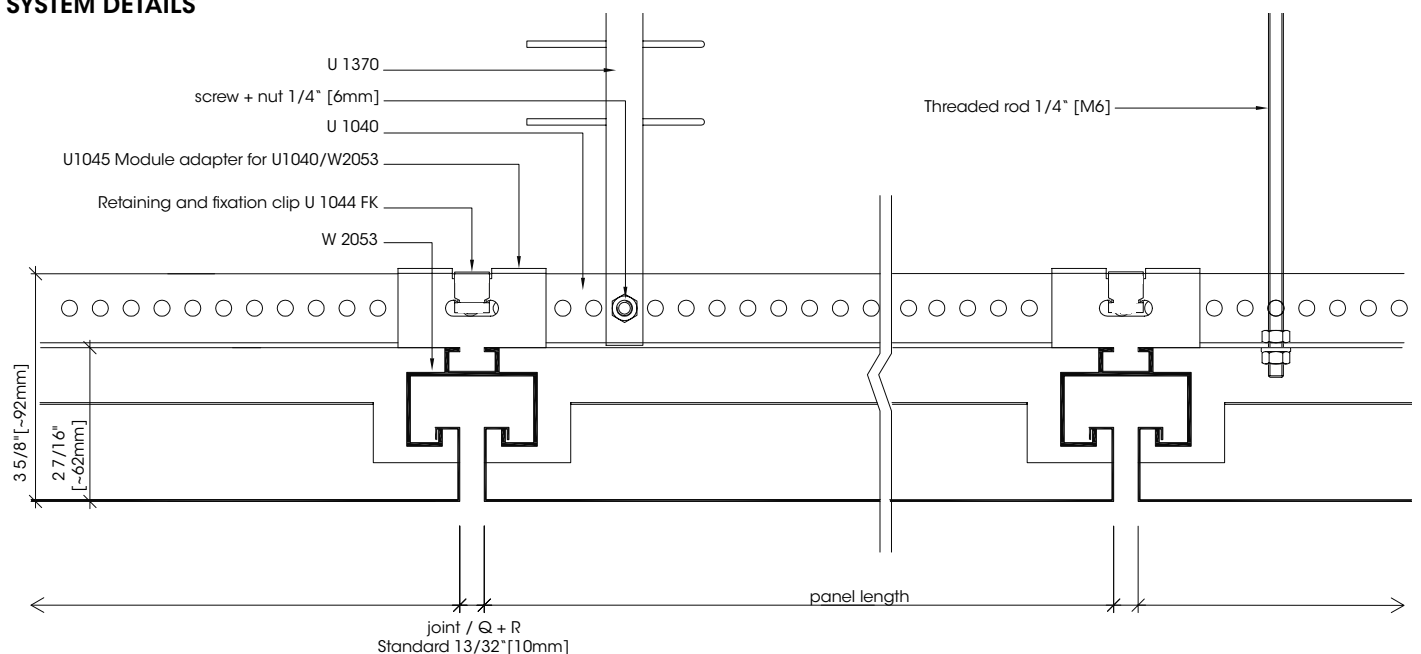 SYSTEM DETAILS
U 1370
screw + nut 1/4“ [6mm]
U 1040
U1045 Module adapter for U1040/W2053
Retaining and fixation clip U 1044 FK
W 2053
Threaded rod 1/4“ [M6]
3 5/8"[~92mm]
2 7/16"
[~62mm]
panel length
joint / Q + R
Standard 13/32“[10mm]